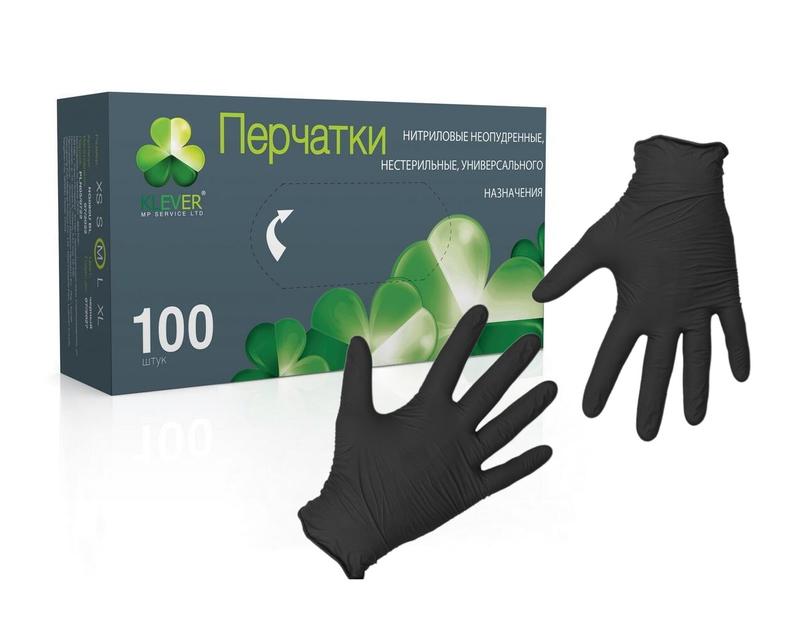 Перчатки
НИТРИЛОВЫЕ НЕОПУДРЕННЫЕ,
НЕСТЕРИЛЬНЫЕ, УНИВЕРСАЛЬНОГО
НАЗНАЧЕНИЯ
KLEVER®
MP SERVICE LTD
100
штук
XS S M L XL